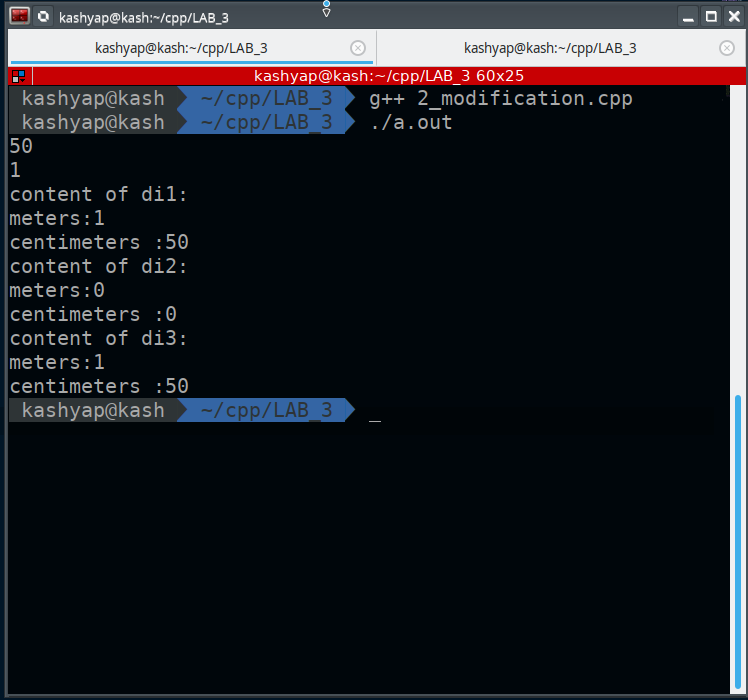 kashyap@kash:~/cpp/LAB_3
kashyap@kash:~/cpp/LAB_3 kashyap@kash:~/cpp/LAB_3
kashyap@kash:~/cpp/LAB_3 60x25
kashyap@kash ~/cpp/LAB_3 g++ 2_modification.cpp
kashyap@kash ~/cpp/LAB_3 ./a.out
50
1
content of di1:
meters:1
centimeters :50
content of di2:
meters:0
centimeters :0
content of di3:
meters:1
centimeters :50
kashyap@kash ~/cpp/LAB_3 _